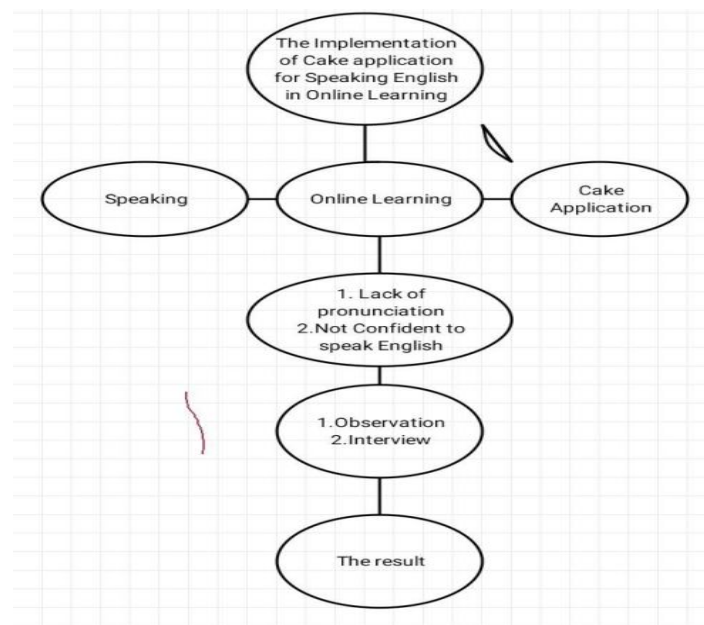 The Implementation
of Cake application
for Speaking English
in Online Learning
Speaking
Online Learning
Cake
Application
1. Lack of
pronunciation
2.Not Confident to
speak English
1.Observation
2.Interview
The result